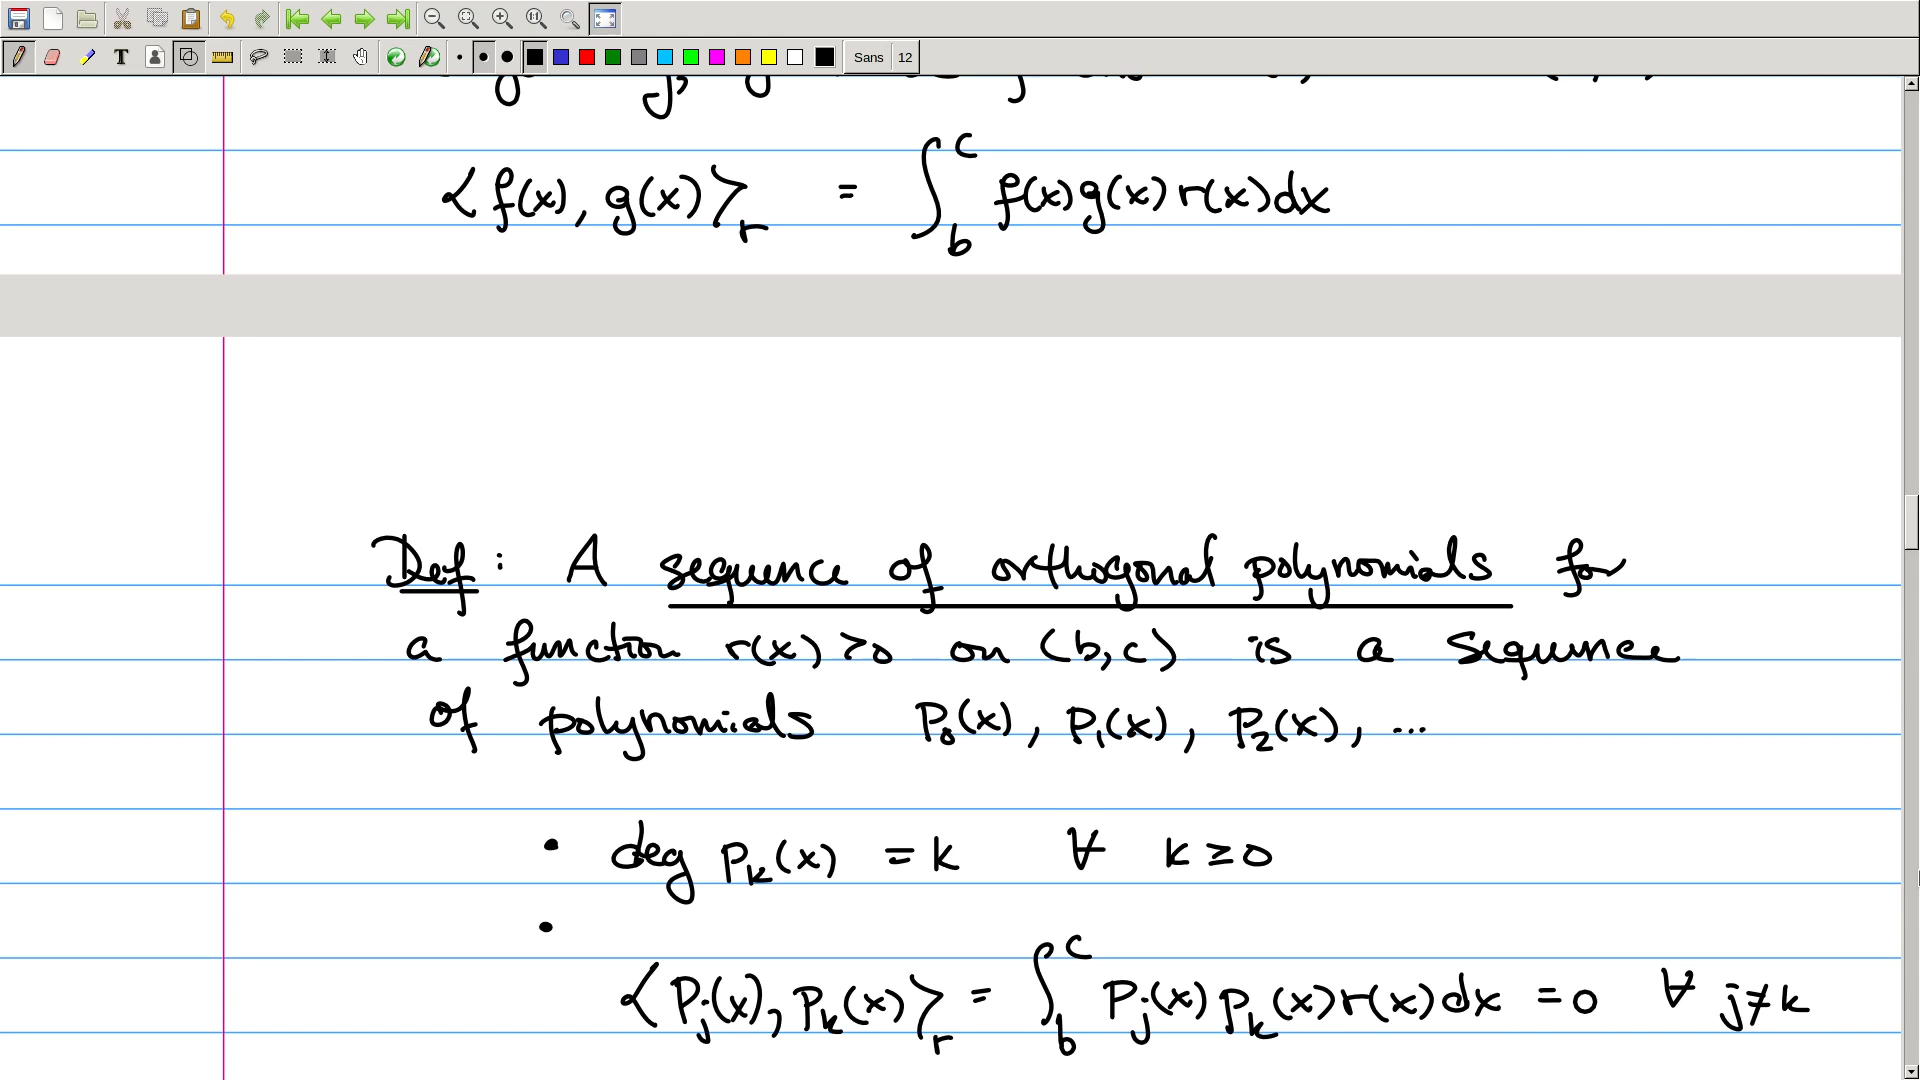 Sans 12
<f(x), g(x)>_r = ∫_b^c f(x)g(x)r(x)dx
Def: A sequence of orthogonal polynomials for
a function r(x) > 0 on (b,c) is a sequence
of polynomials P_0(x), P_1(x), P_2(x), ...
• deg P_k(x) = k ∀ k ≥ 0
•
<P_j(x), P_k(x)>_r = ∫_b^c P_j(x) P_k(x) r(x) dx = 0 ∀ j≠k